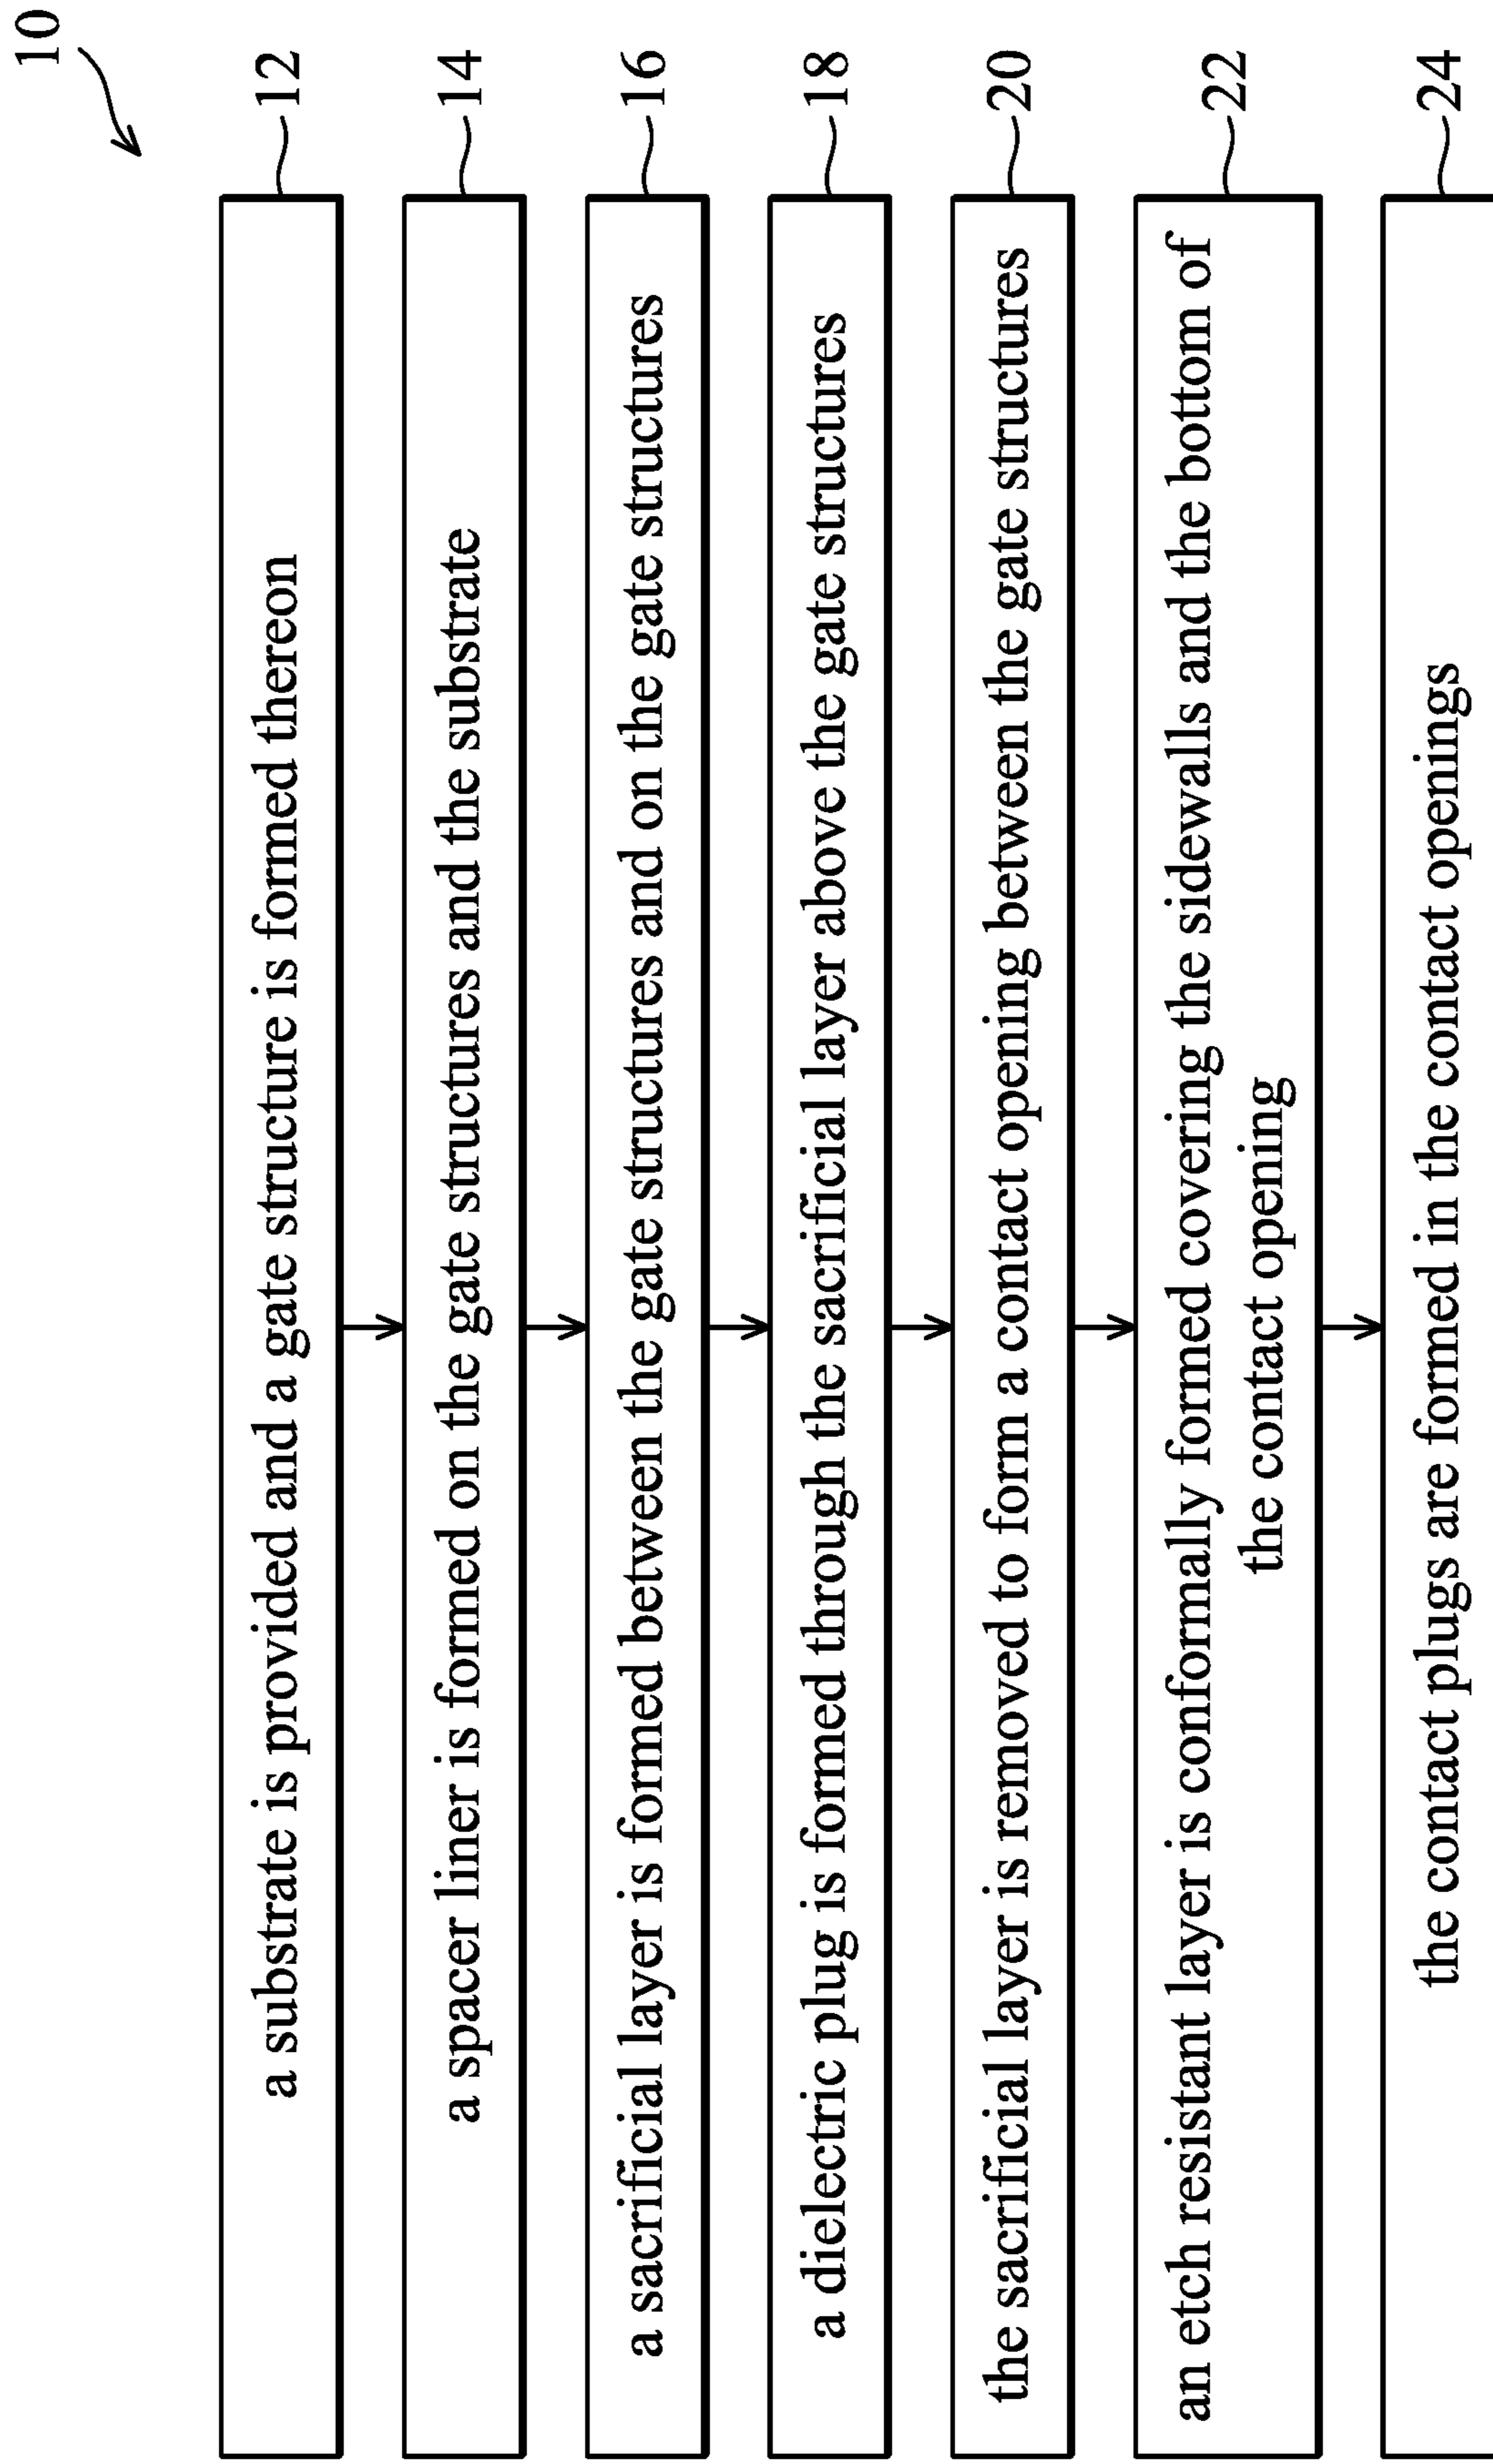 10
a substrate is provided and a gate structure is formed thereon
12
a spacer liner is formed on the gate structures and the substrate
14
a sacrificial layer is formed between the gate structures and on the gate structures
16
a dielectric plug is formed through the sacrificial layer above the gate structures
18
the sacrificial layer is removed to form a contact opening between the gate structures
20
an etch resistant layer is conformally formed covering the sidewalls and the bottom of
the contact opening
22
the contact plugs are formed in the contact openings
24